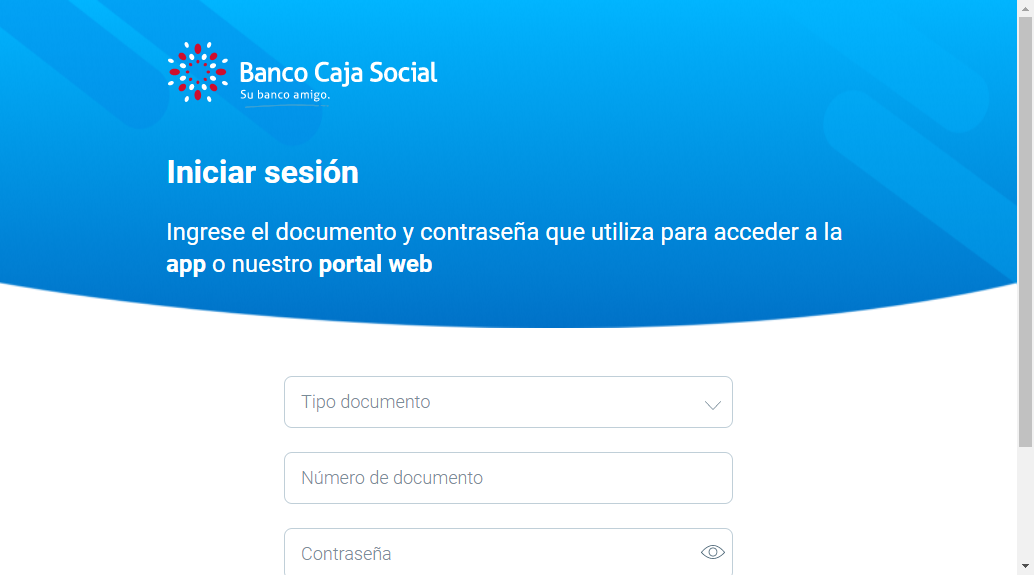 Banco Caja Social
Su banco amigo.
Iniciar sesión
Ingrese el documento y contraseña que utiliza para acceder a la
app o nuestro portal web
Tipo documento
Número de documento
Contraseña